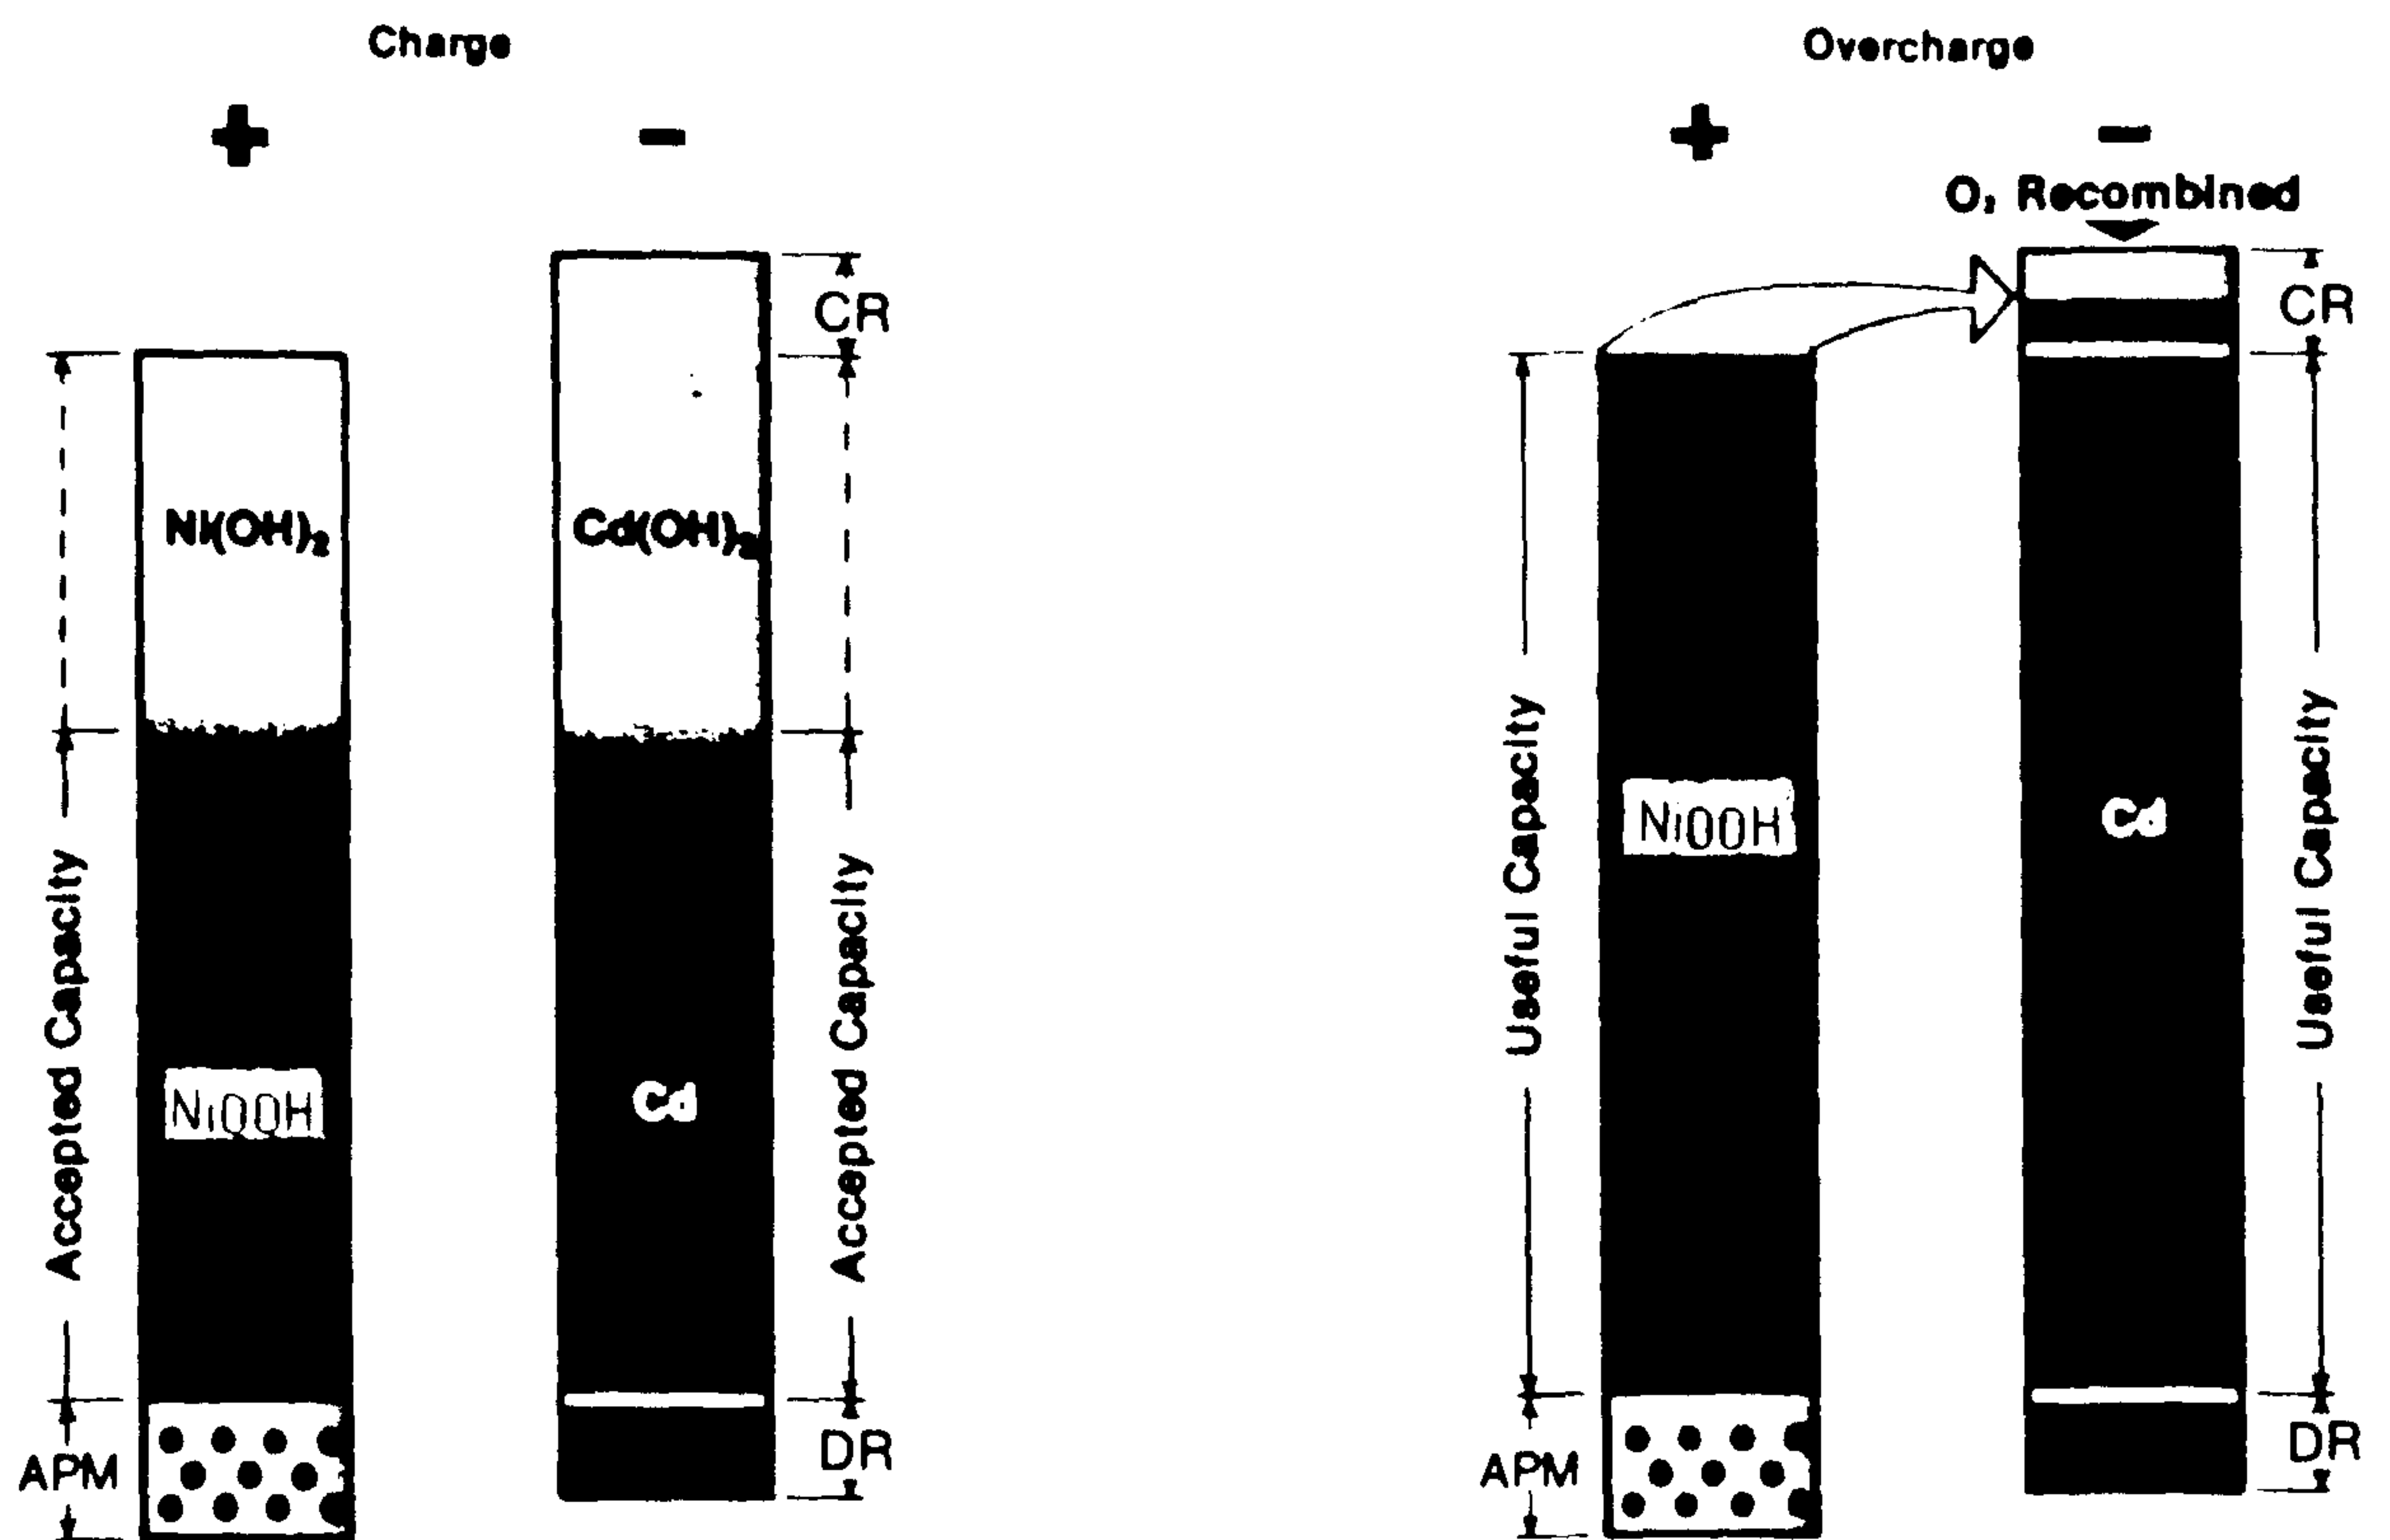 Charge
+
-
CR
Ni(OH)2
Cd(OH)2
Accepted Capacity
Accepted Capacity
NiOOH
Cd
APM
DR
Overcharge
+
-
O2 Recombined
CR
Useful Capacity
Useful Capacity
NiOOH
Cd
APM
DR